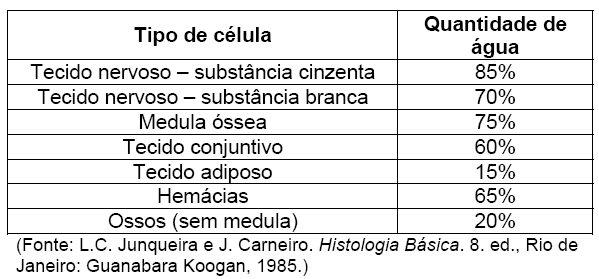 Tipo de célula Quantidade de
água
Tecido nervoso – substância cinzenta 85%
Tecido nervoso – substância branca 70%
Medula óssea 75%
Tecido conjuntivo 60%
Tecido adiposo 15%
Hemácias 65%
Ossos (sem medula) 20%
(Fonte: L.C. Junqueira e J. Carneiro. Histologia Básica. 8. ed., Rio de
Janeiro: Guanabara Koogan, 1985.)